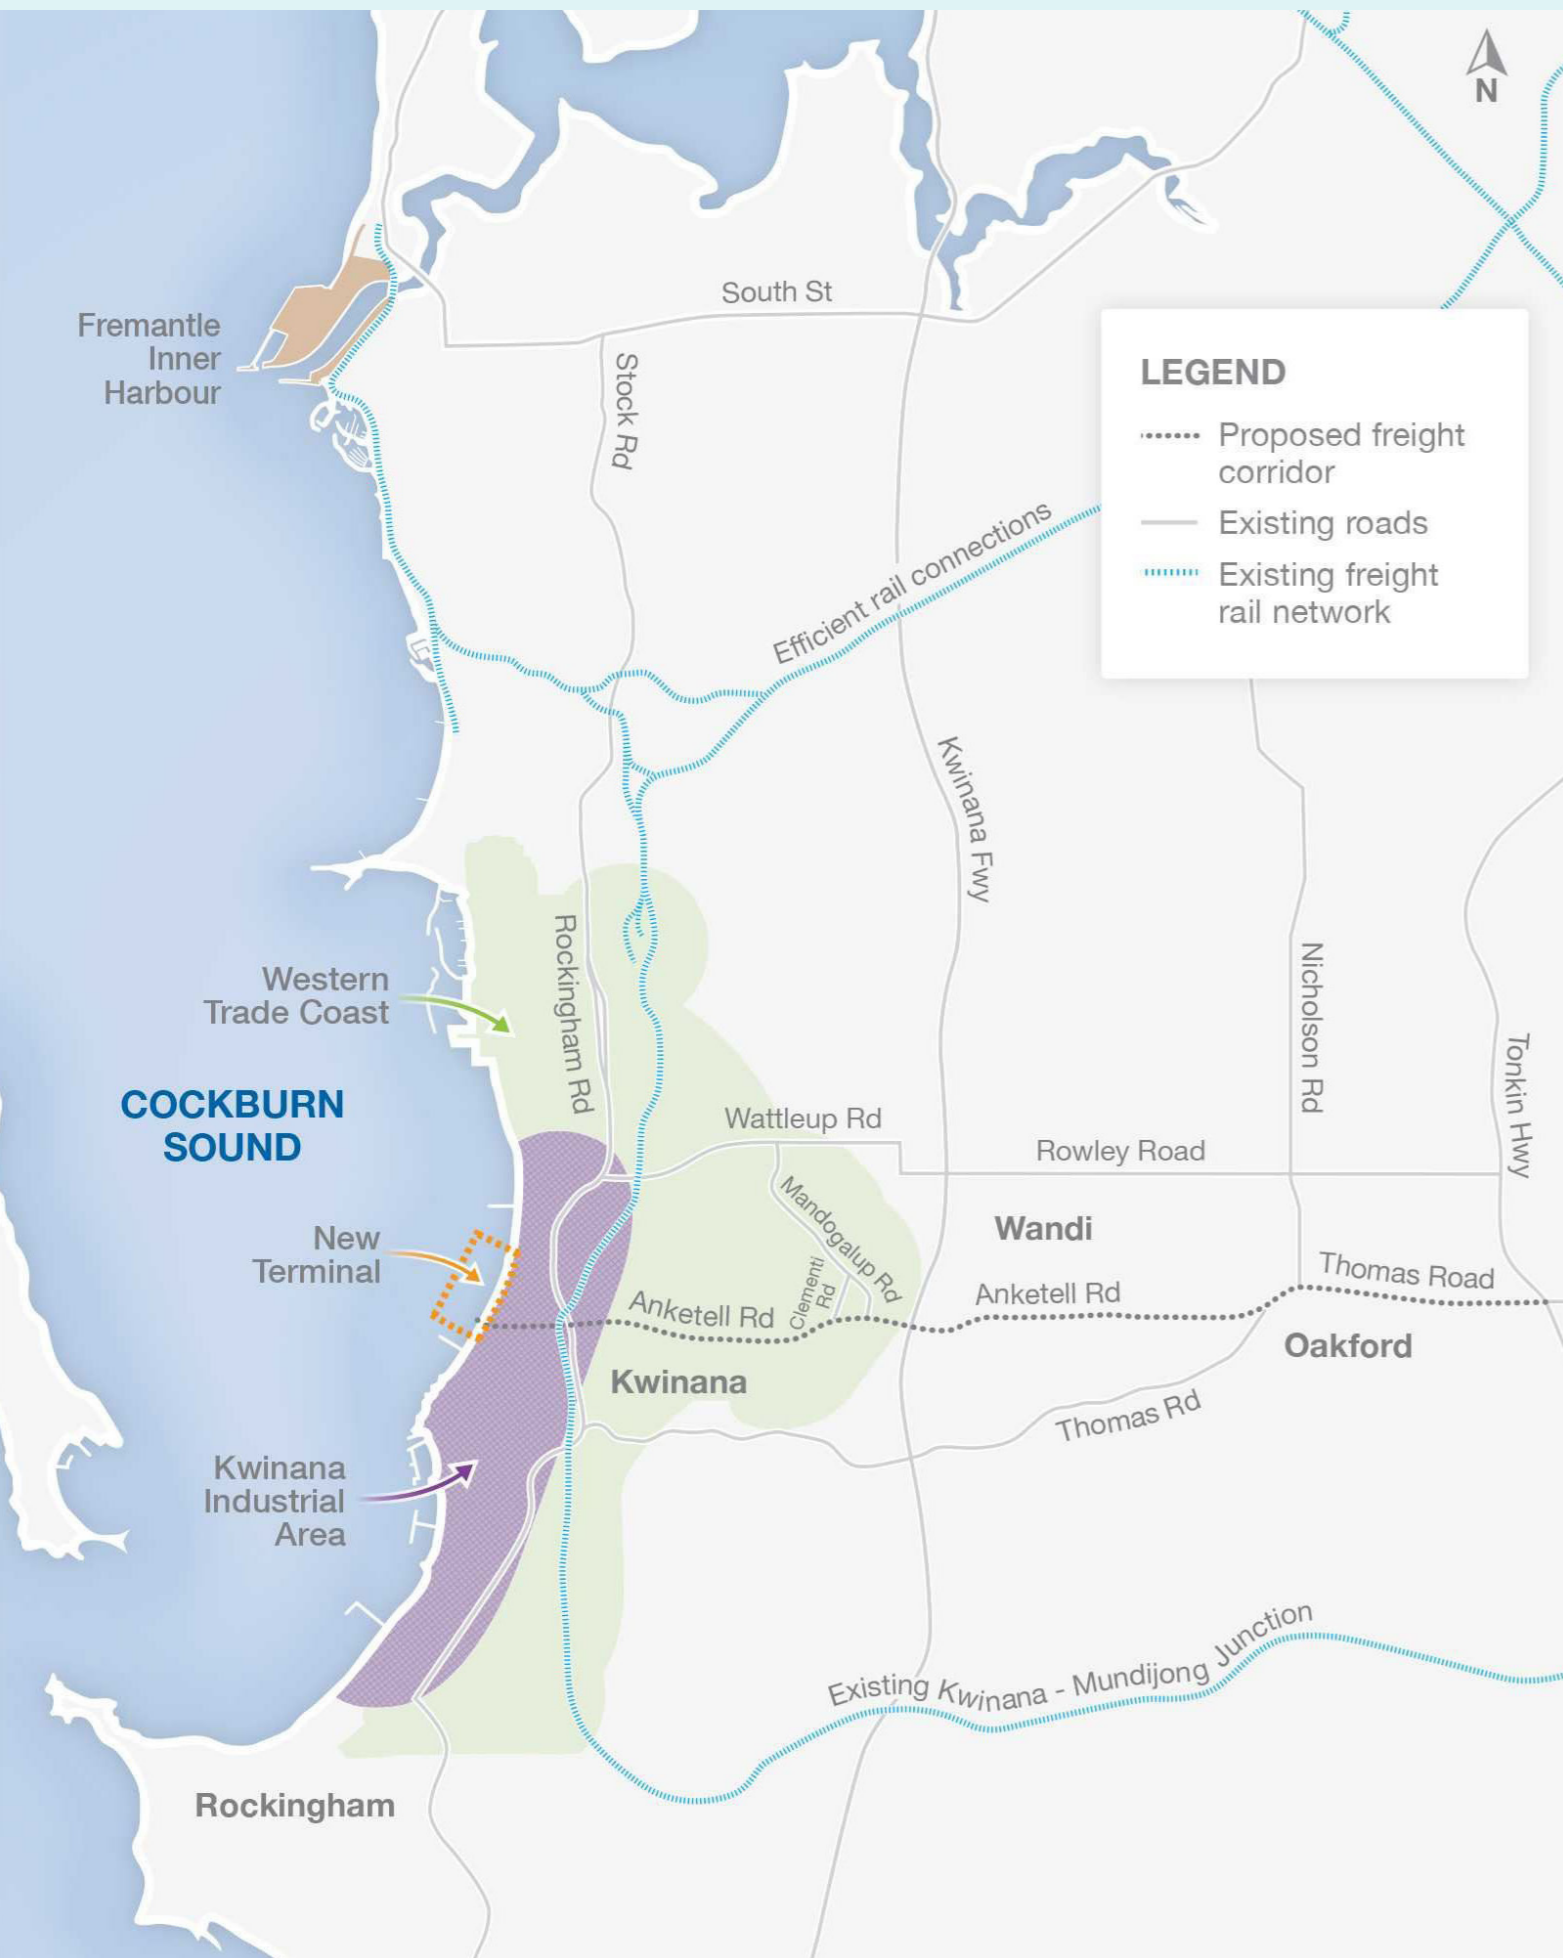 N
South St
Fremantle
Inner
Harbour
Stock Rd
LEGEND
Proposed freight
corridor
Existing roads
Existing freight
rail network
Efficient rail connections
Kwinana Fwy
Rockingham Rd
Western
Trade Coast
Nicholson Rd
Tonkin Hwy
COCKBURN
SOUND
Wattleup Rd
Rowley Road
Mandogalup Rd
Wandi
New
Terminal
Clementi
Rd
Anketell Rd
Anketell Rd
Thomas Road
Oakford
Kwinana
Thomas Rd
Kwinana
Industrial
Area
Existing Kwinana - Mundijong Junction
Rockingham